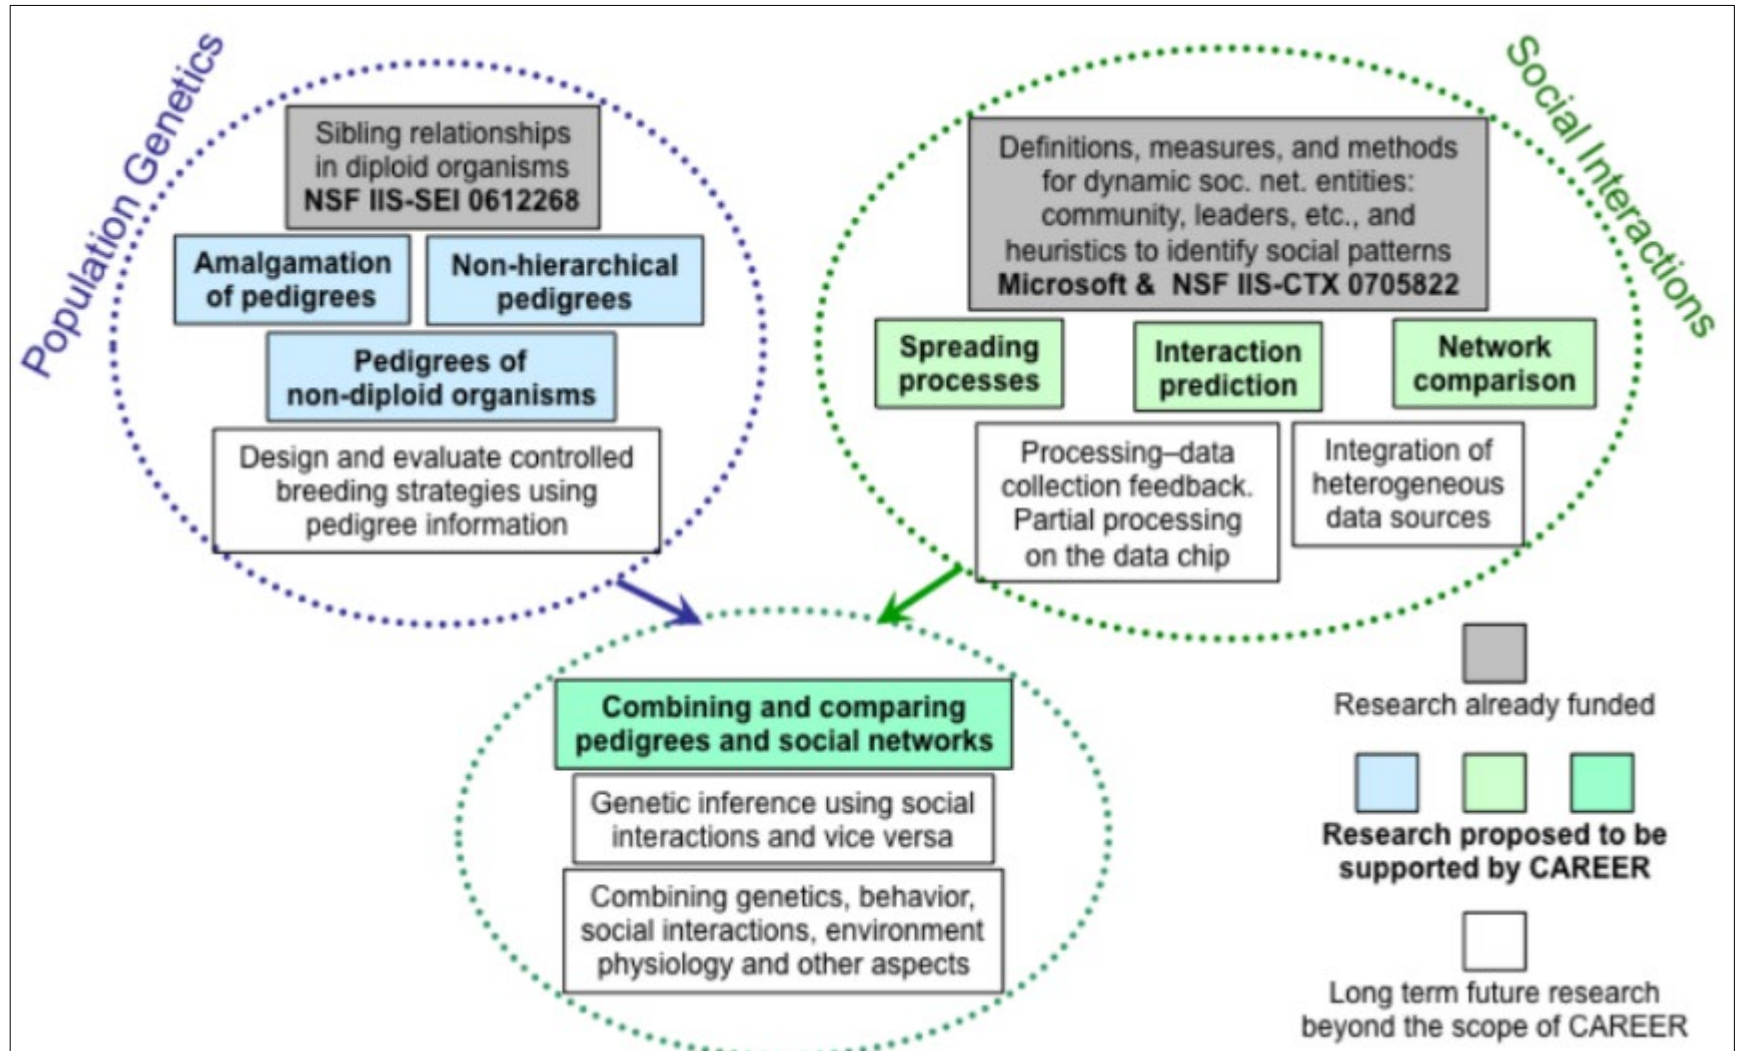 Population Genetics
Sibling relationships
in diploid organisms
NSF IIS-SEI 0612268
Amalgamation
of pedigrees
Non-hierarchical
pedigrees
Pedigrees of
non-diploid organisms
Design and evaluate controlled
breeding strategies using
pedigree information
Social Interactions
Definitions, measures, and methods
for dynamic soc. net. entities:
community, leaders, etc., and
heuristics to identify social patterns
Microsoft & NSF IIS-CTX 0705822
Spreading
processes
Interaction
prediction
Network
comparison
Processing–data
collection feedback.
Partial processing
on the data chip
Integration of
heterogeneous
data sources
Combining and comparing
pedigrees and social networks
Genetic inference using social
interactions and vice versa
Combining genetics, behavior,
social interactions, environment
physiology and other aspects
Research already funded
Research proposed to be
supported by CAREER
Long term future research
beyond the scope of CAREER